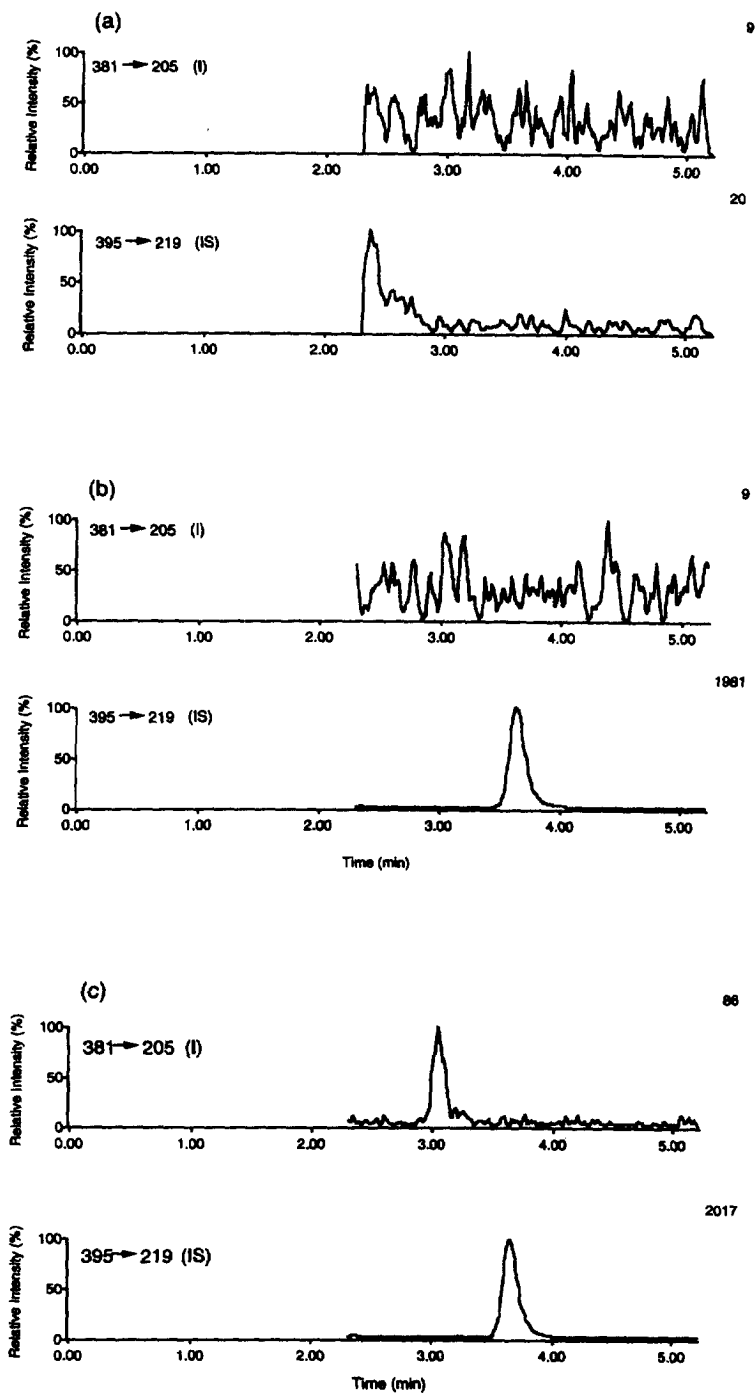 (a)
9
Relative Intensity (%)
100
50
0
381 → 205 (I)
0.00 1.00 2.00 3.00 4.00 5.00
20
Relative Intensity (%)
100
50
0
395 → 219 (IS)
0.00 1.00 2.00 3.00 4.00 5.00
(b)
9
Relative Intensity (%)
100
50
0
381 → 205 (I)
0.00 1.00 2.00 3.00 4.00 5.00
1981
Relative Intensity (%)
100
50
0
395 → 219 (IS)
0.00 1.00 2.00 3.00 4.00 5.00
Time (min)
(c)
86
Relative Intensity (%)
100
50
0
381 → 205 (I)
0.00 1.00 2.00 3.00 4.00 5.00
2017
Relative Intensity (%)
100
50
0
395 → 219 (IS)
0.00 1.00 2.00 3.00 4.00 5.00
Time (min)